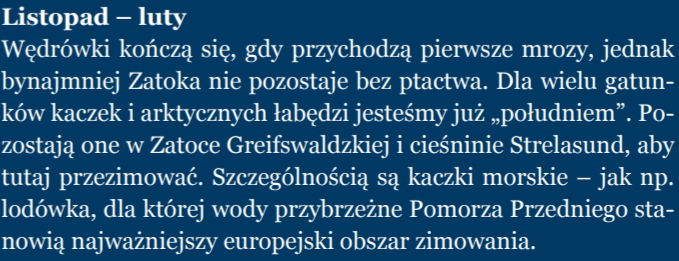 Listopad – luty
Wędrówki kończą się, gdy przychodzą pierwsze mrozy, jednak
bynajmniej Zatoka nie pozostaje bez ptactwa. Dla wielu gatun-
ków kaczek i arktycznych łabędzi jesteśmy już „południem”. Po-
zostają one w Zatoce Greifswaldzkiej i cieśninie Strelasund, aby
tutaj przezimować. Szczególnością są kaczki morskie – jak np.
lodówka, dla której wody przybrzeżne Pomorza Przedniego sta-
nowią najważniejszy europejski obszar zimowania.